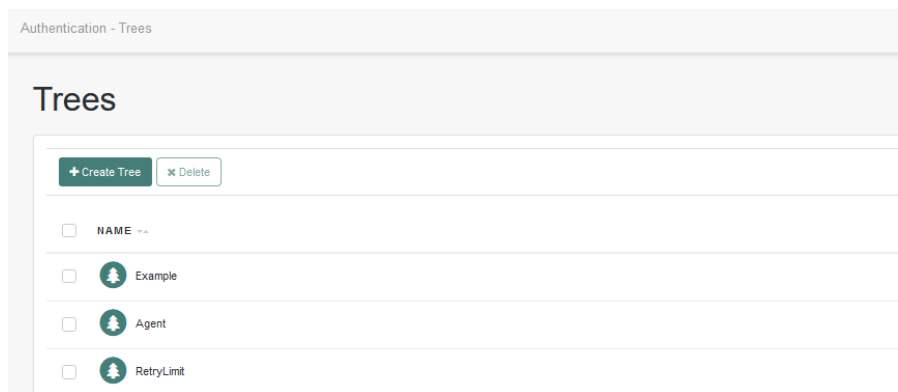 Authentication - Trees
Trees
+ Create Tree × Delete
NAME
Example
Agent
RetryLimit